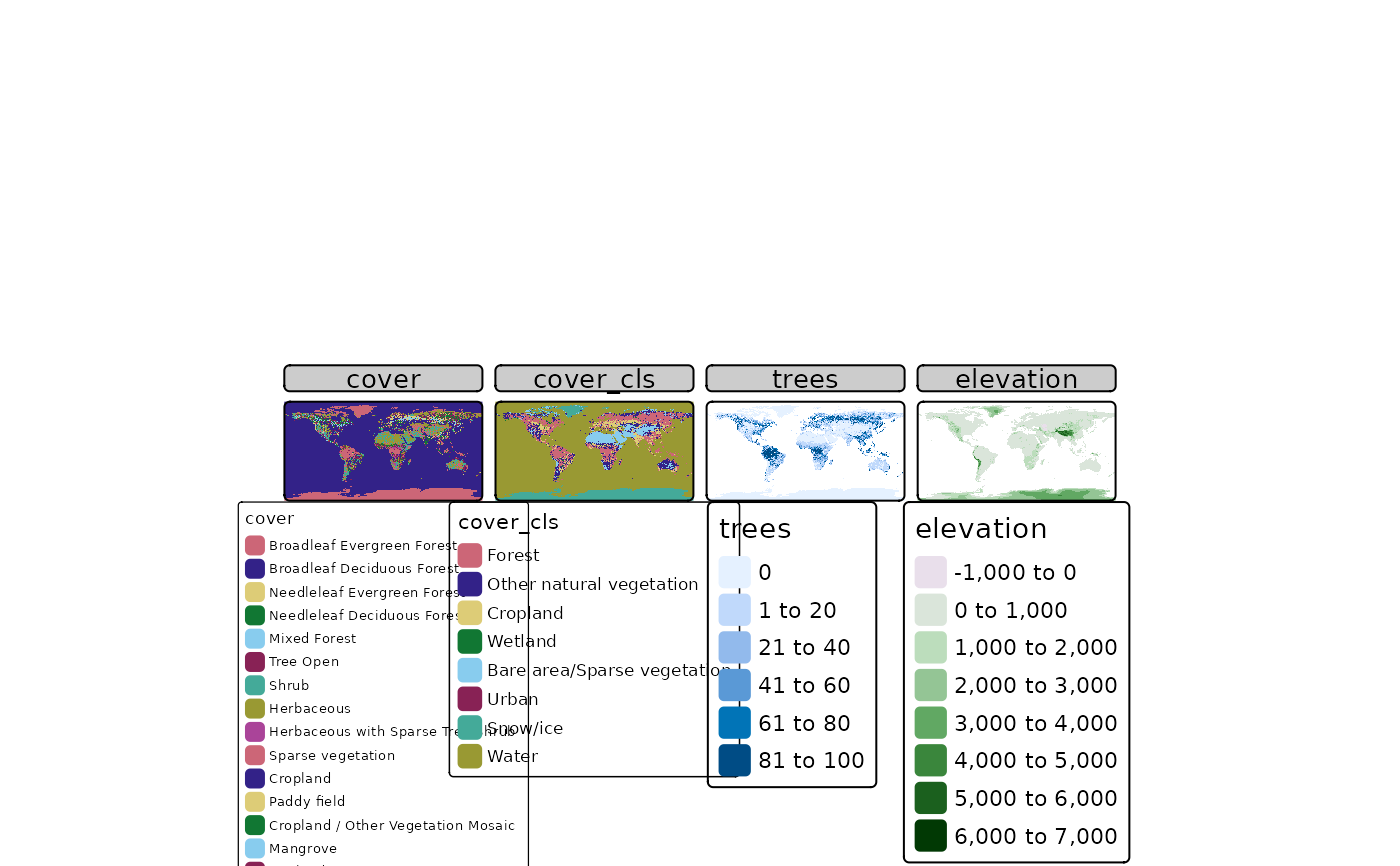 cover
cover_cls
trees
elevation
cover
Broadleaf Evergreen Forest
Broadleaf Deciduous Forest
Needleleaf Evergreen Forest
Needleleaf Deciduous Forest
Mixed Forest
Tree Open
Shrub
Herbaceous
Herbaceous with Sparse Tree/Shrub
Sparse vegetation
Cropland
Paddy field
Cropland / Other Vegetation Mosaic
Mangrove
cover_cls
Forest
Other natural vegetation
Cropland
Wetland
Bare area/Sparse vegetation
Urban
Snow/ice
Water
trees
0
1 to 20
21 to 40
41 to 60
61 to 80
81 to 100
elevation
-1,000 to 0
0 to 1,000
1,000 to 2,000
2,000 to 3,000
3,000 to 4,000
4,000 to 5,000
5,000 to 6,000
6,000 to 7,000